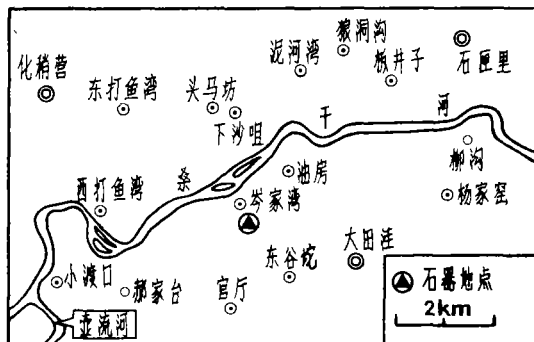 狼洞沟
泥河湾
板井子
石匣里
化稍营
东打鱼湾
头马坊
下沙咀
桑干河
柳沟
油房
西打鱼湾
岑家湾
杨家窑
大田洼
东谷坨
小渡口
郝家台
官厅
壶流河
石器地点
2km